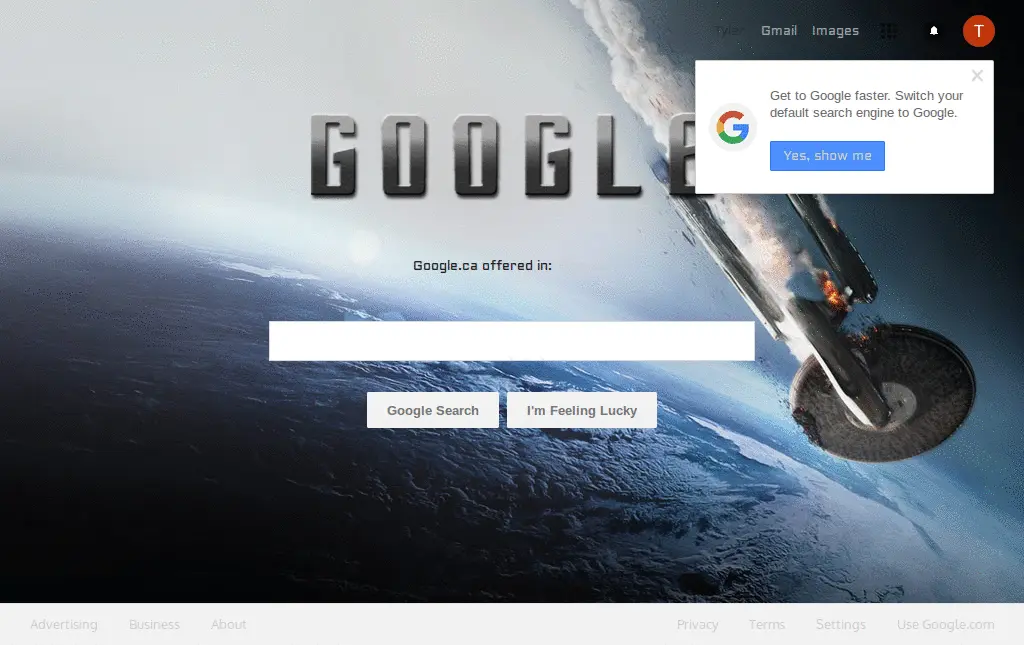 Tyler Gmail Images T
Get to Google faster. Switch your
default search engine to Google.
Yes, show me
GOOGLE
Google.ca offered in:
Google Search I'm Feeling Lucky
Advertising Business About Privacy Terms Settings Use Google.com